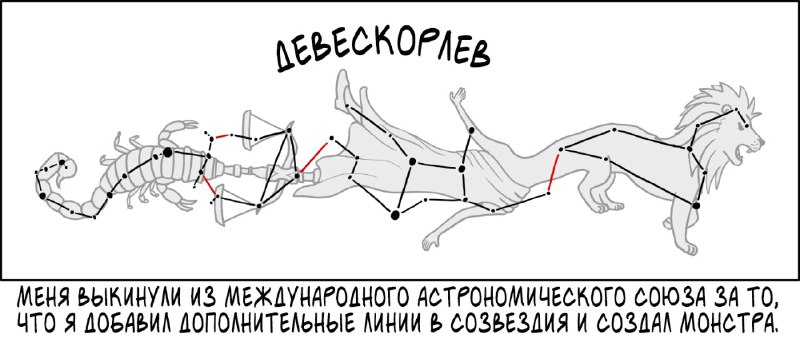 ДЕВЕСКОРЛЕВ
МЕНЯ ВЫКИНУЛИ ИЗ МЕЖДУНАРОДНОГО АСТРОНОМИЧЕСКОГО СОЮЗА ЗА ТО,
ЧТО Я ДОБАВИЛ ДОПОЛНИТЕЛЬНЫЕ ЛИНИИ В СОЗВЕЗДИЯ И СОЗДАЛ МОНСТРА.